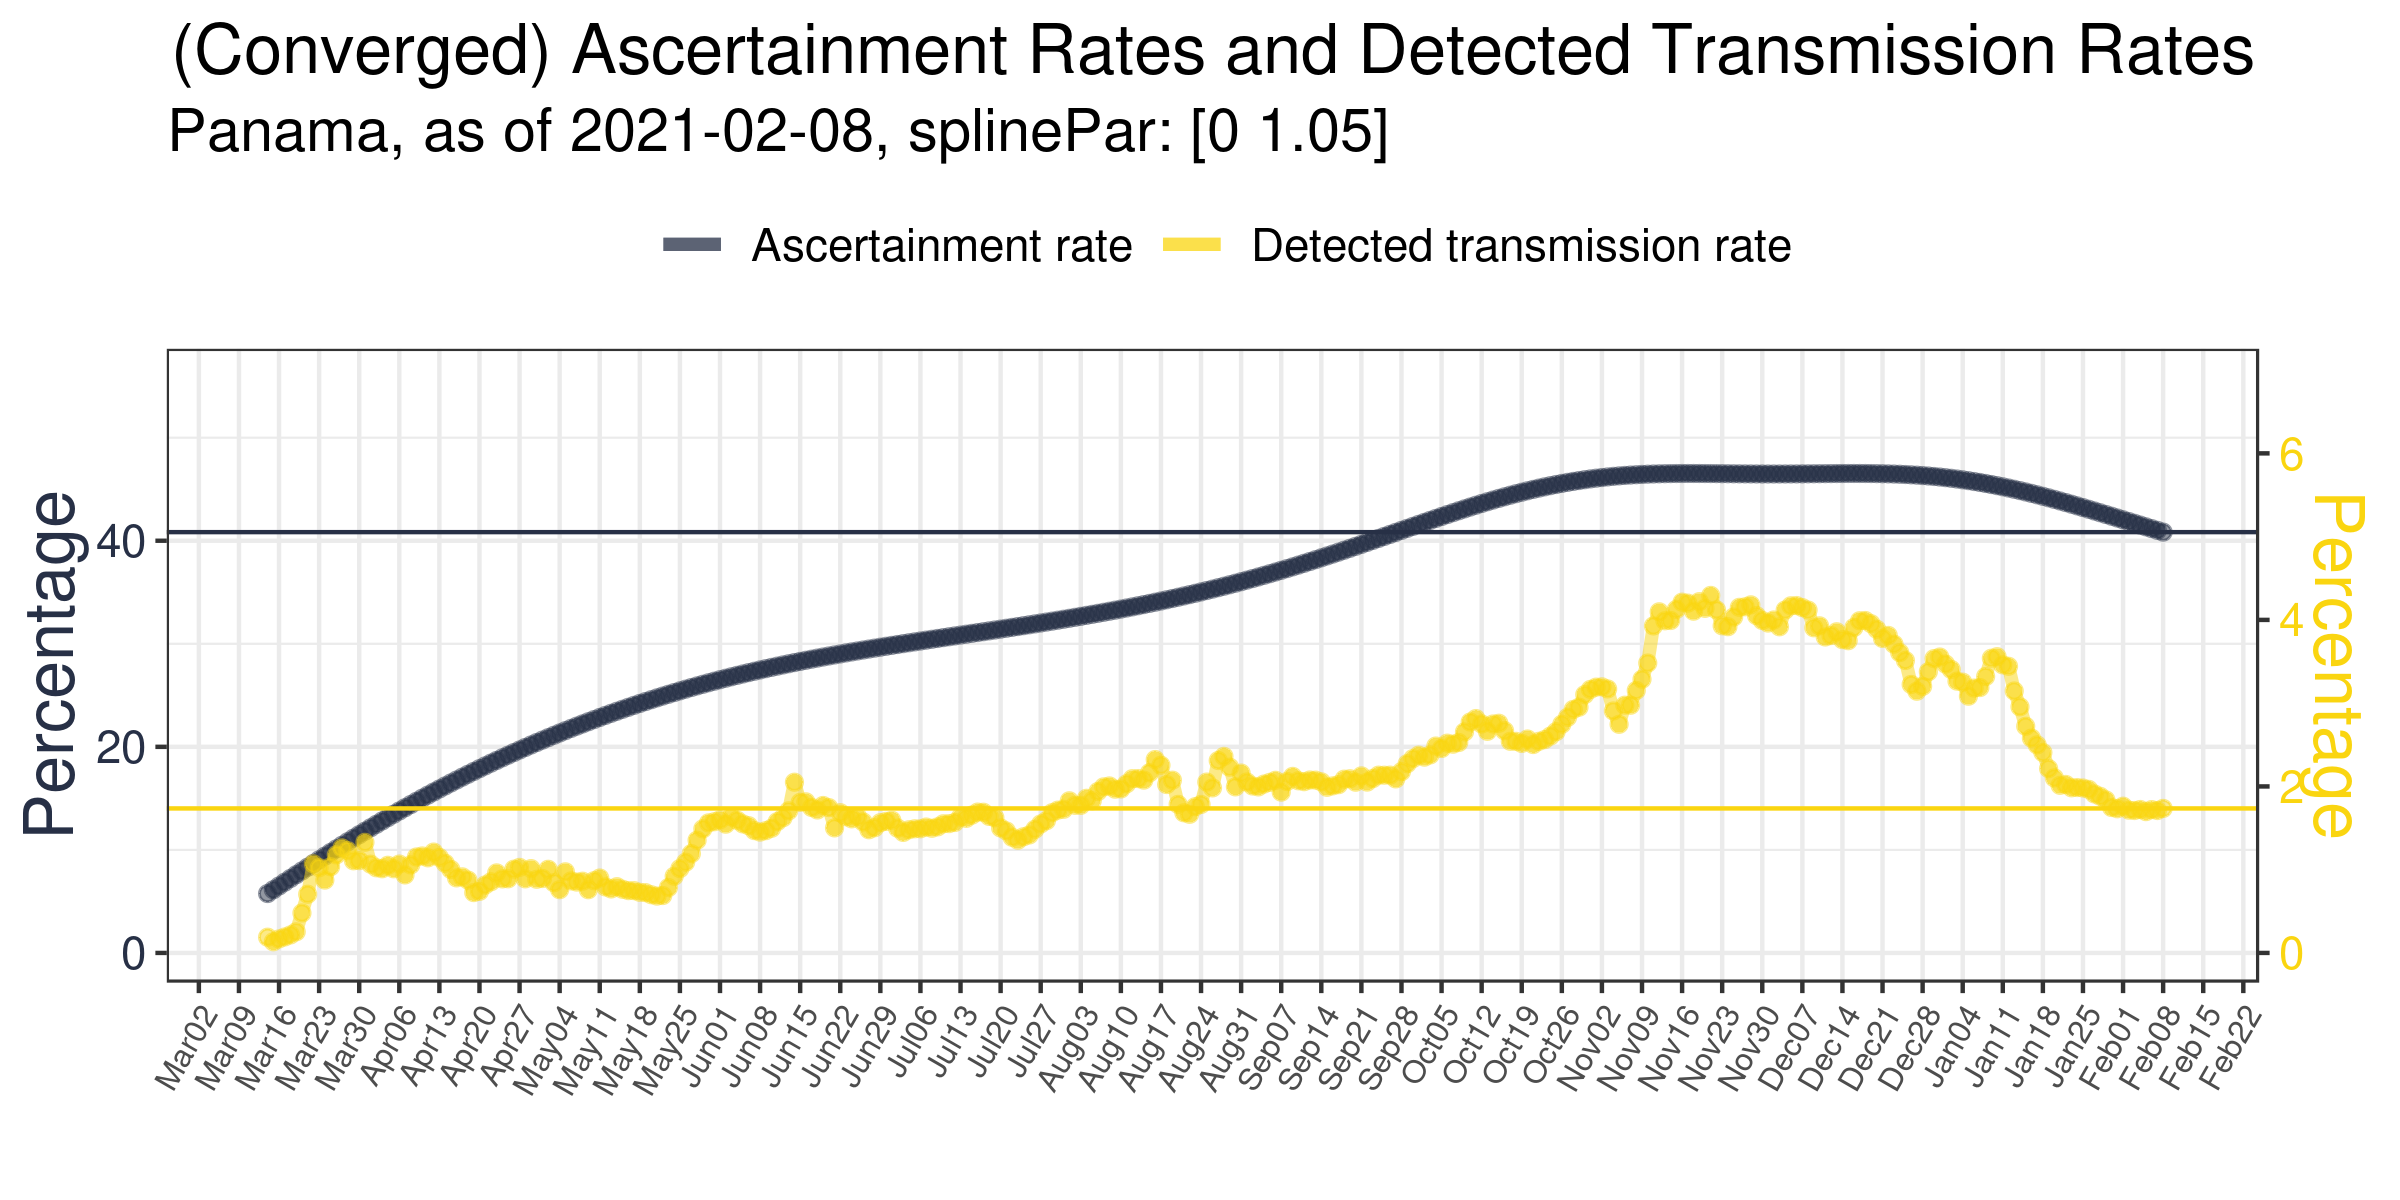 (Converged) Ascertainment Rates and Detected Transmission Rates
Panama, as of 2021-02-08, splinePar: [0 1.05]
Ascertainment rate Detected transmission rate
Percentage
40
20
0
6
4
2
0
Percentage
Mar02 Mar09 Mar16 Mar23 Mar30 Apr06 Apr13 Apr20 Apr27 May04 May11 May18 May25 Jun01 Jun08 Jun15 Jun22 Jun29 Jul06 Jul13 Jul20 Jul27 Aug03 Aug10 Aug17 Aug24 Aug31 Sep07 Sep14 Sep21 Sep28 Oct05 Oct12 Oct19 Oct26 Nov02 Nov09 Nov16 Nov23 Nov30 Dec07 Dec14 Dec21 Dec28 Jan04 Jan11 Jan18 Jan25 Feb01 Feb08 Feb15 Feb22